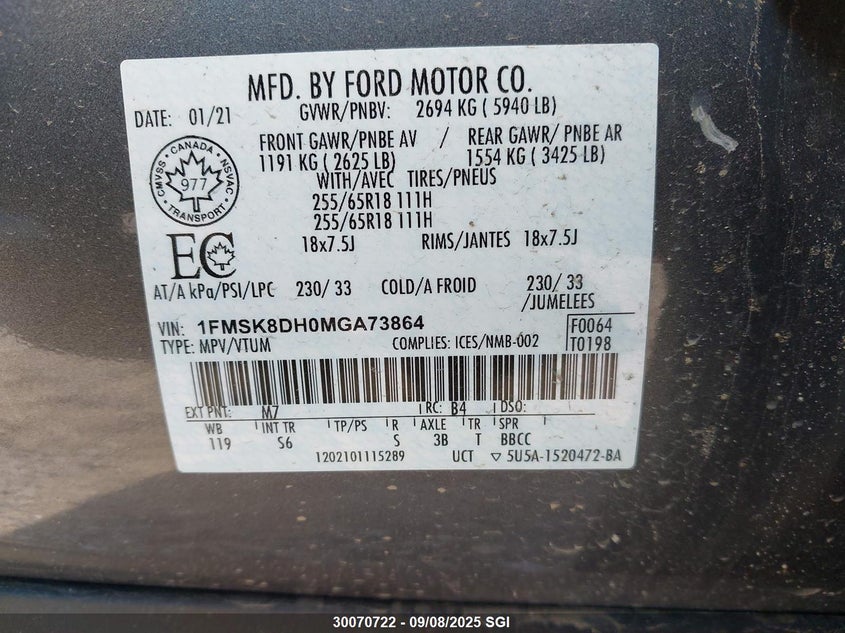 MFD. BY FORD MOTOR CO.
DATE: 01/21
GVWR/PNBV: 2694 KG ( 5940 LB)
FRONT GAWR/PNBE AV / REAR GAWR/ PNBE AR
1191 KG ( 2625 LB) 1554 KG ( 3425 LB)
WITH/AVEC TIRES/PNEUS
255/65R18 111H
255/65R18 111H
18x7.5J RIMS/JANTES 18x7.5J
CMVSS • CANADA • NSVAC
977
TRANSPORT
EC
AT/A kPa/PSI/LPC 230/ 33 COLD/A FROID 230/ 33
/JUMELEES
VIN: 1FMSK8DH0MGA73864
F0064
TYPE: MPV/VTUM COMPLIES: ICES/NMB-002
T0198
EXT PNT: M7 RC: B4 DSO:
WB INT TR TP/PS R AXLE TR SPR
119 S6 S 3B T BBCC
1202101115289 UCT ▽ 5U5A-1520472-BA
30070722 - 09/08/2025 SGI